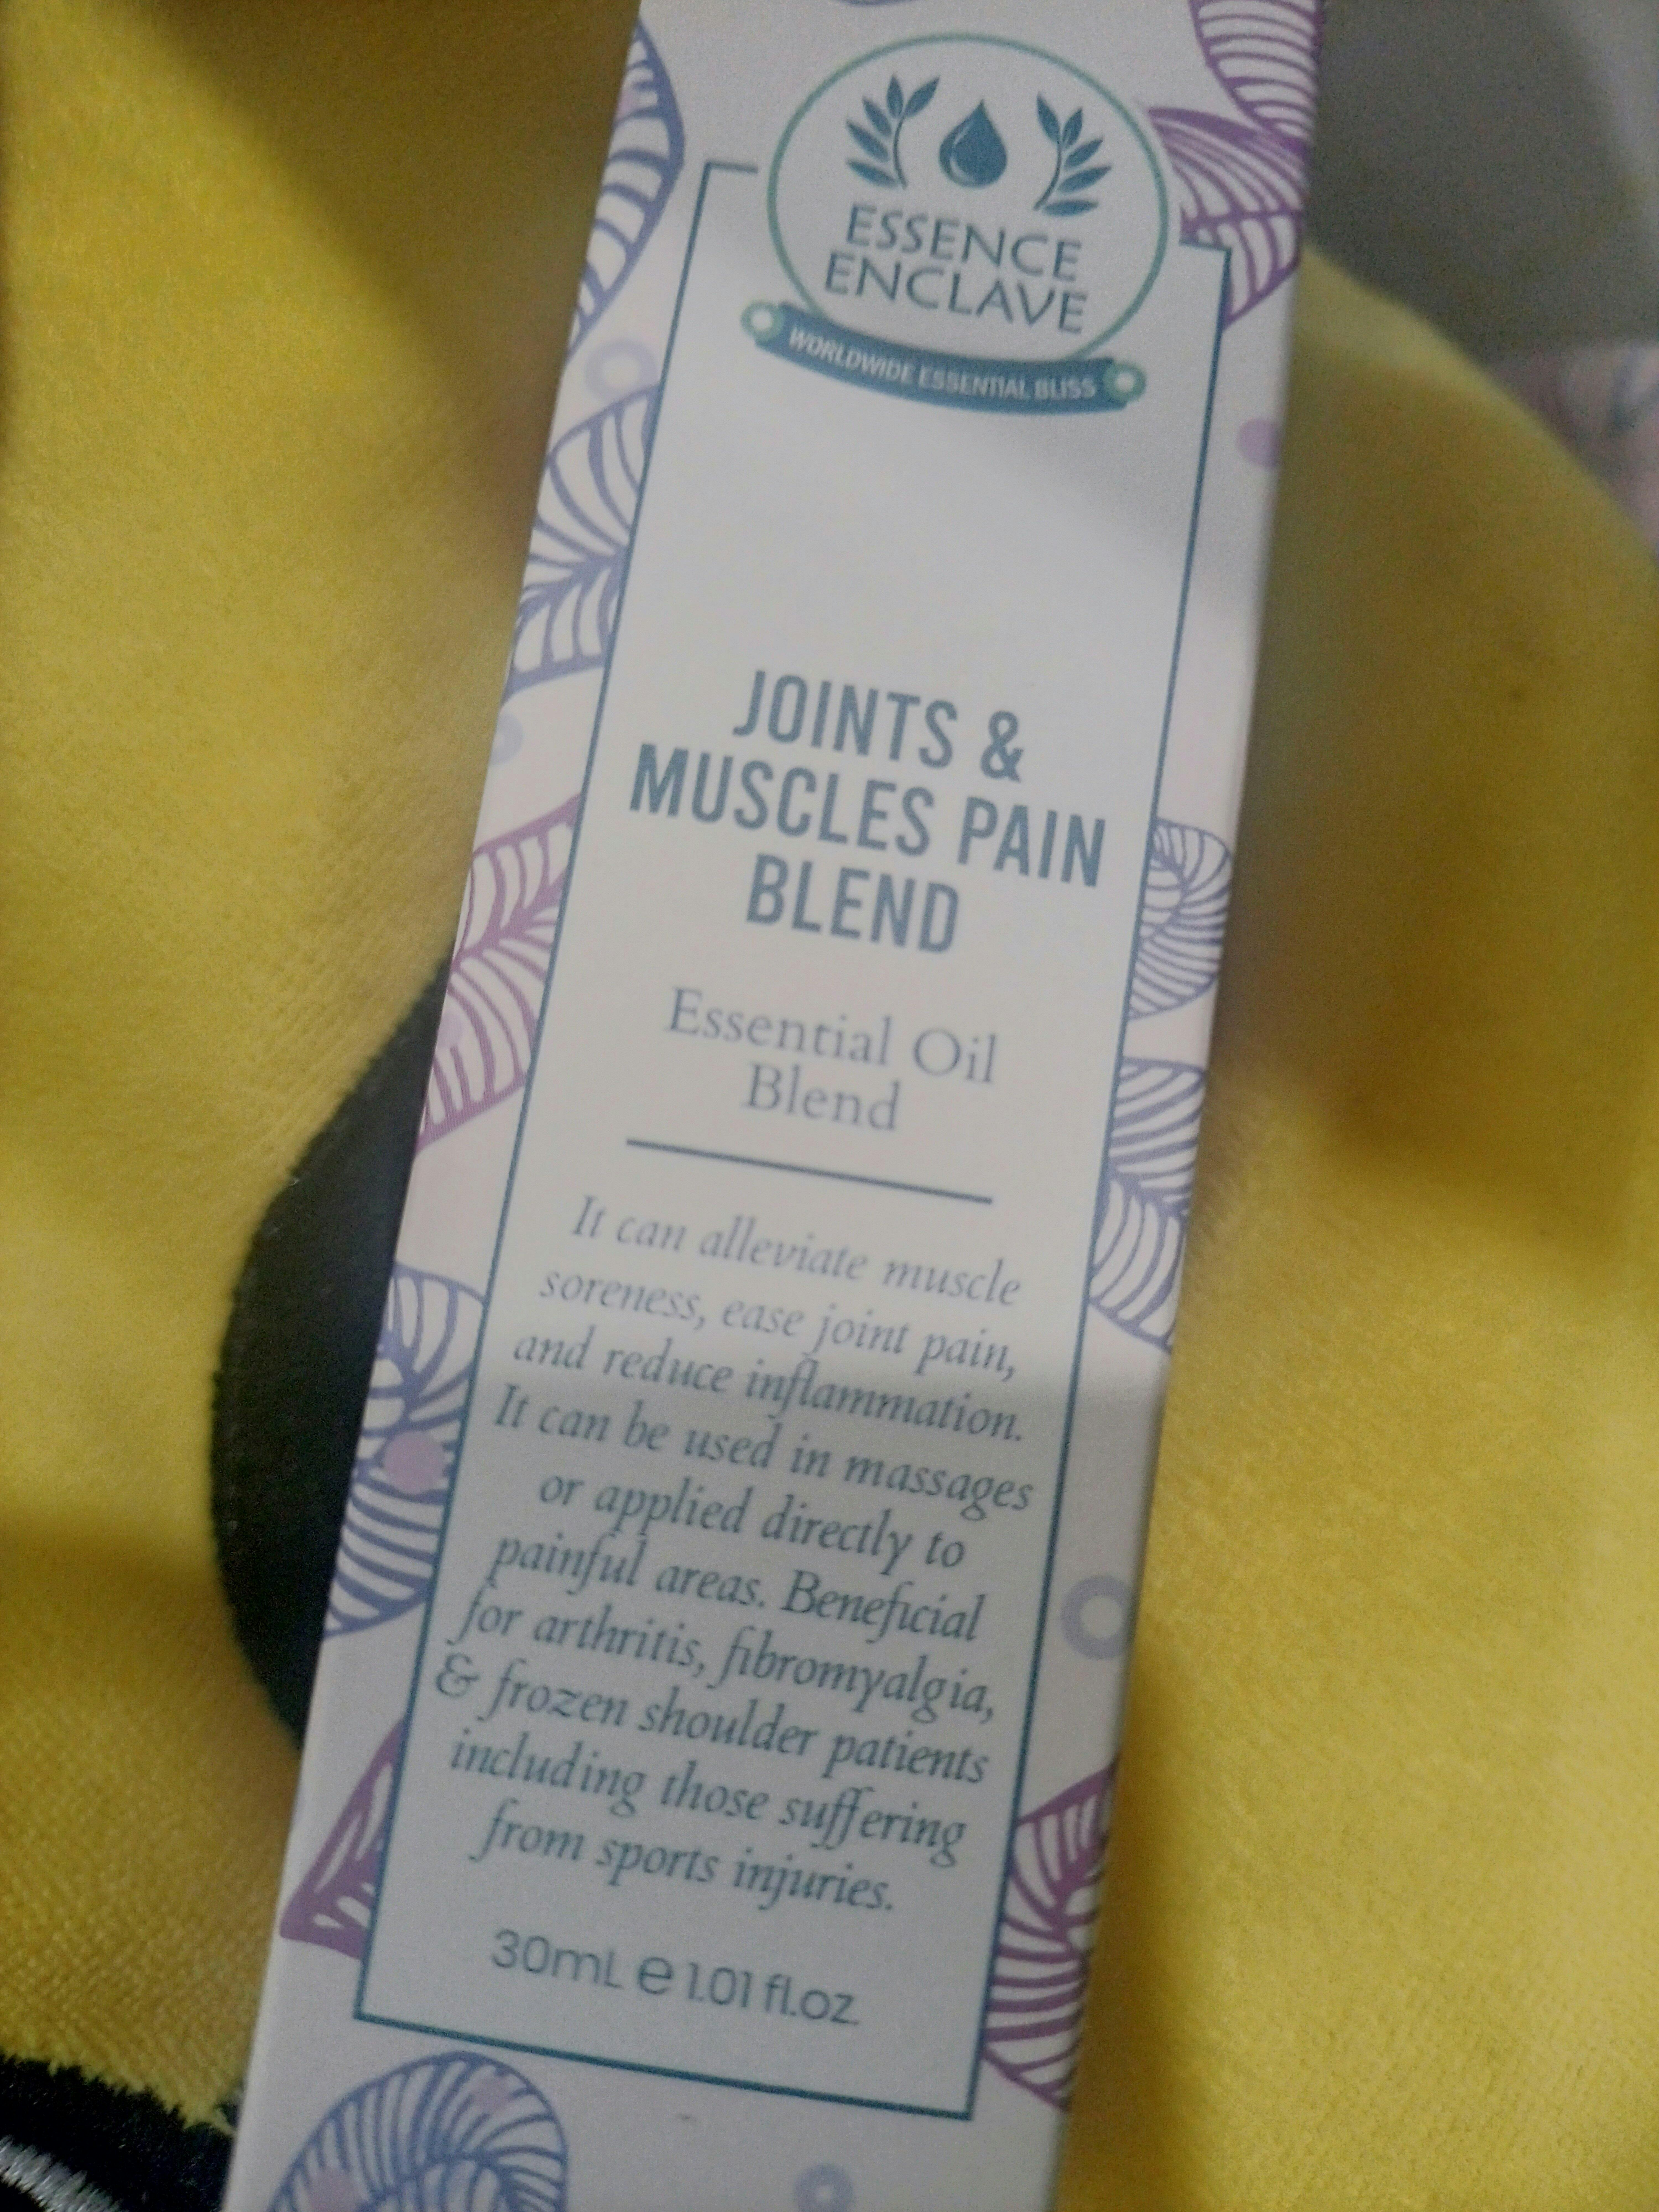 ESSENCE
ENCLAVE
WORLDWIDE ESSENTIAL BLISS
JOINTS &
MUSCLES PAIN
BLEND
Essential Oil
Blend
It can alleviate muscle
soreness, ease joint pain,
and reduce inflammation.
It can be used in massages
or applied directly to
painful areas. Beneficial
for arthritis, fibromyalgia,
& frozen shoulder patients
including those suffering
from sports injuries.
30mL ℮ 1.01 fl.oz.